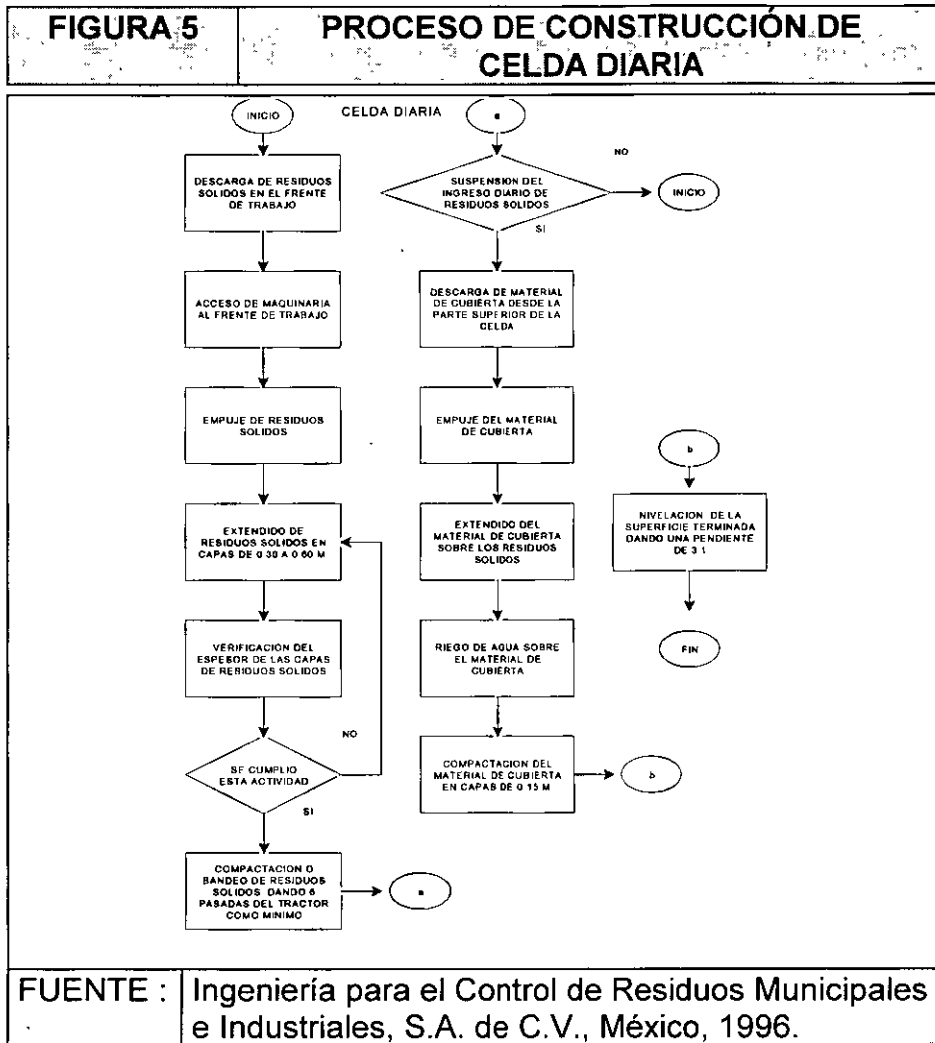 FIGURA 5
PROCESO DE CONSTRUCCIÓN DE
CELDA DIARIA
CELDA DIARIA
INICIO
DESCARGA DE RESIDUOS
SOLIDOS EN EL FRENTE
DE TRABAJO
ACCESO DE MAQUINARIA
AL FRENTE DE TRABAJO
EMPUJE DE RESIDUOS
SOLIDOS
EXTENDIDO DE
RESIDUOS SOLIDOS EN
CAPAS DE 0 30 A 0 60 M
VERIFICACION DEL
ESPESOR DE LAS CAPAS
DE RESIDUOS SOLIDOS
SE CUMPLIO
ESTA ACTIVIDAD
NO
SI
COMPACTACION O
BANDEO DE RESIDUOS
SOLIDOS DANDO 6
PASADAS DEL TRACTOR
COMO MINIMO
a
a
SUSPENSION DEL
INGRESO DIARIO DE
RESIDUOS SOLIDOS
NO
INICIO
SI
DESCARGA DE MATERIAL
DE CUBIERTA DESDE LA
PARTE SUPERIOR DE LA
CELDA
EMPUJE DEL MATERIAL
DE CUBIERTA
EXTENDIDO DEL
MATERIAL DE CUBIERTA
SOBRE LOS RESIDUOS
SOLIDOS
RIEGO DE AGUA SOBRE
EL MATERIAL DE
CUBIERTA
COMPACTACION DEL
MATERIAL DE CUBIERTA
EN CAPAS DE 0 15 M
b
b
NIVELACION DE LA
SUPERFICIE TERMINADA
DANDO UNA PENDIENTE
DE 3 1
FIN
FUENTE :
Ingeniería para el Control de Residuos Municipales
e Industriales, S.A. de C.V., México, 1996.